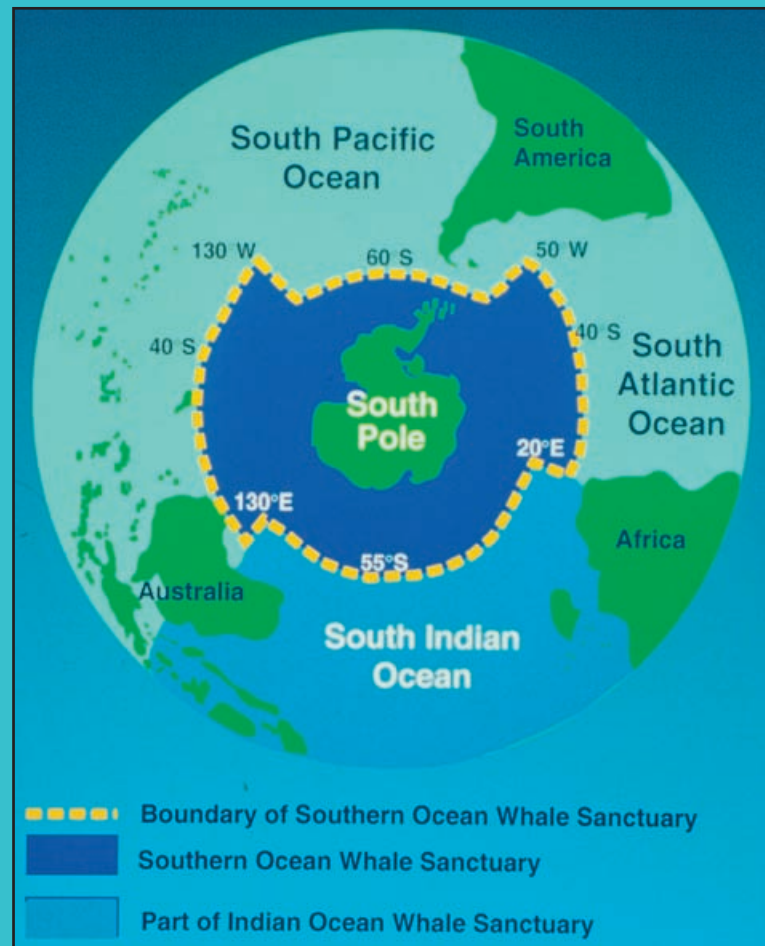 South Pacific
Ocean
South
America
130°W
60°S
50°W
40°S
40°S
South
Atlantic
Ocean
South
Pole
20°E
130°E
55°S
Australia
Africa
South Indian
Ocean
Boundary of Southern Ocean Whale Sanctuary
Southern Ocean Whale Sanctuary
Part of Indian Ocean Whale Sanctuary